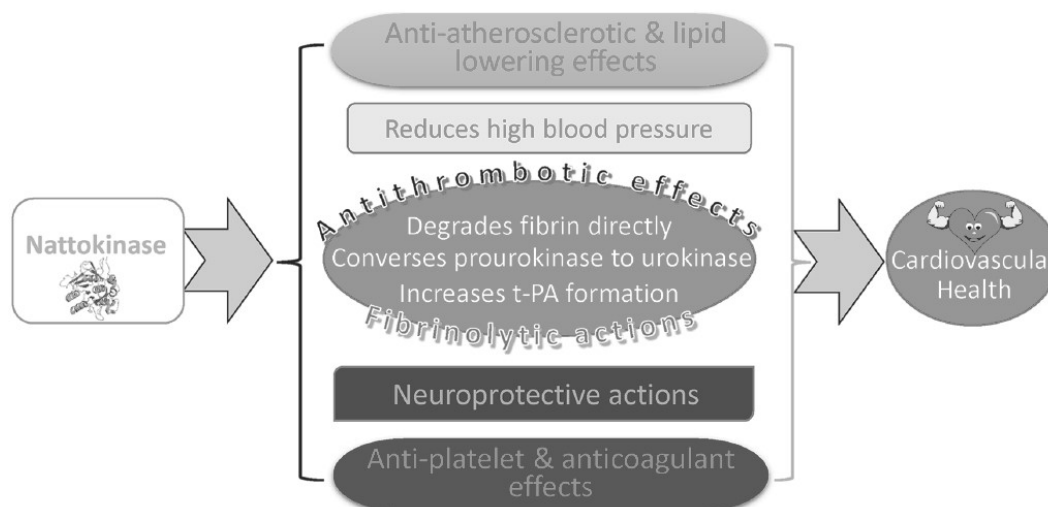 Anti-atherosclerotic & lipid
lowering effects
Reduces high blood pressure
Nattokinase
Antithrombotic effects
Degrades fibrin directly
Converses prourokinase to urokinase
Increases t-PA formation
Fibrinolytic actions
Cardiovascula
Health
Neuroprotective actions
Anti-platelet & anticoagulant
effects